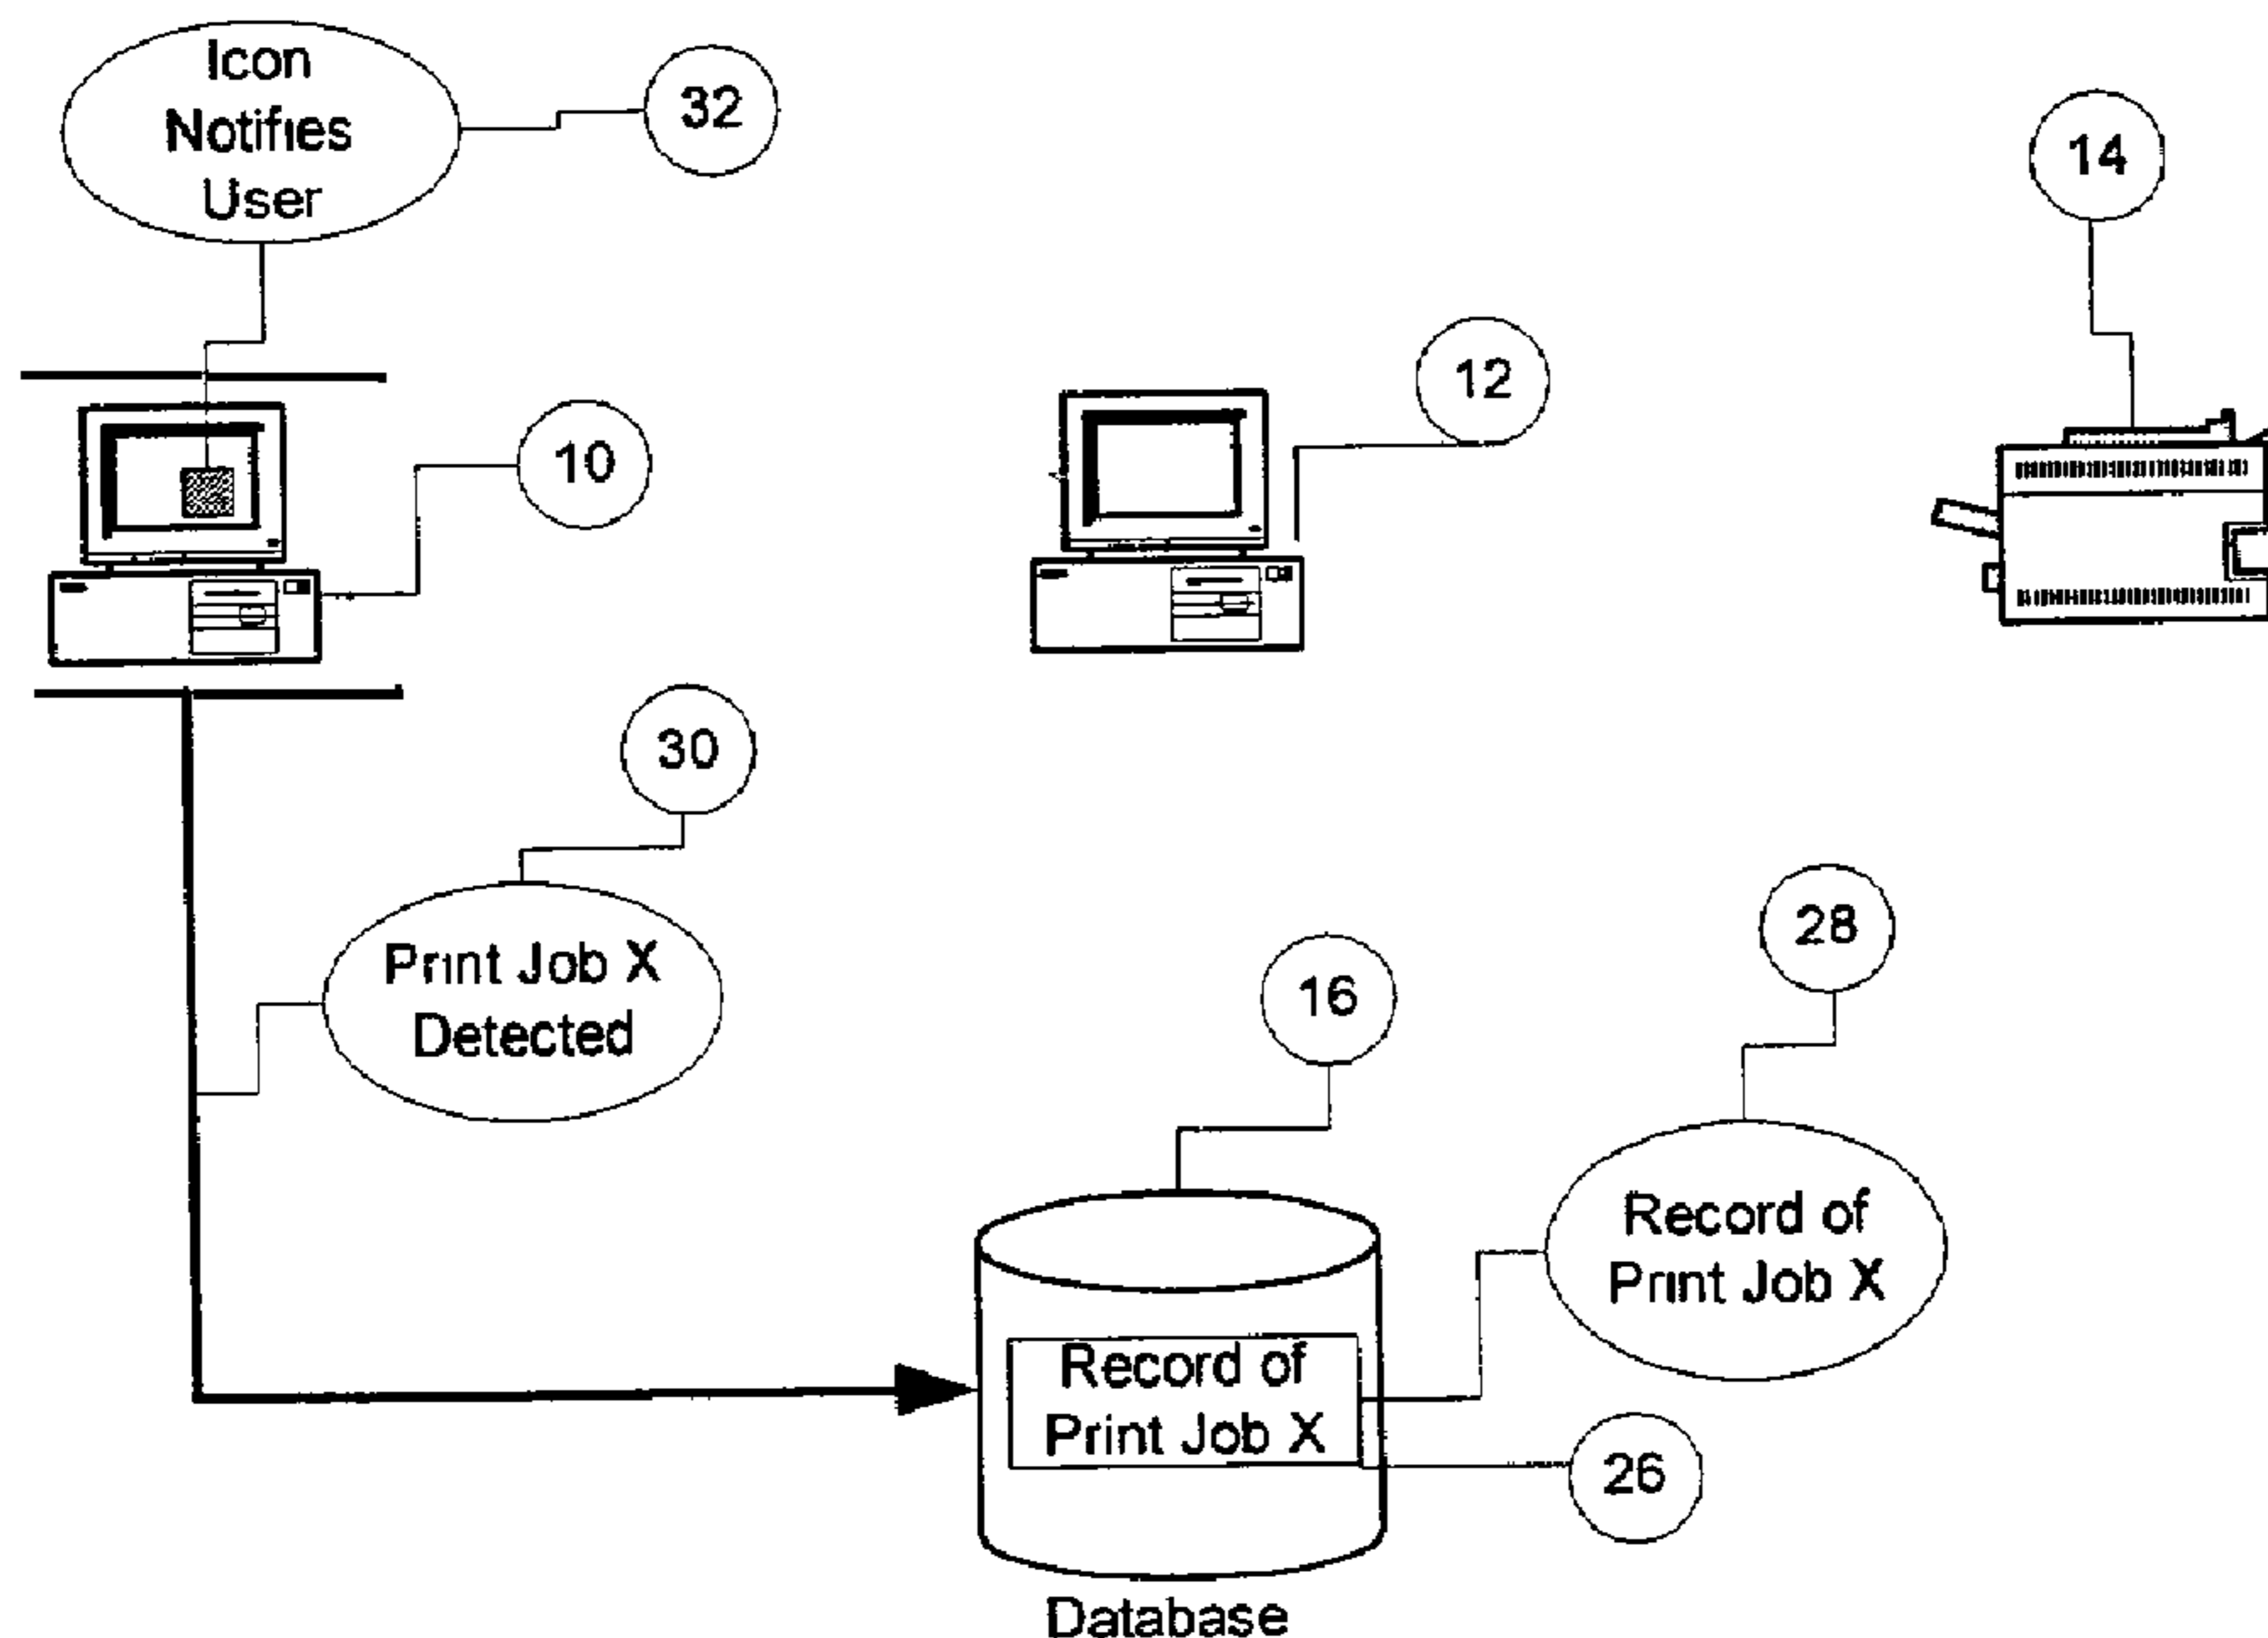 Icon
Notifies
User
32
14
12
10
30
Print Job X
Detected
28
16
Record of
Print Job X
Record of
Print Job X
26
Database